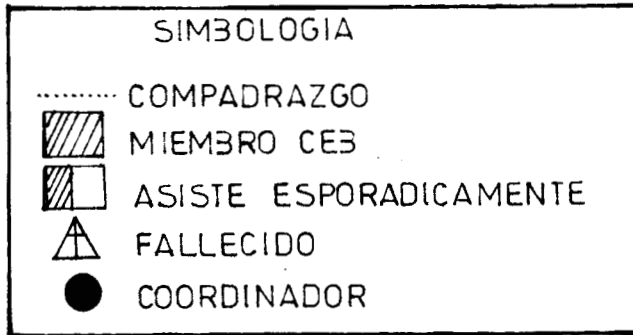 SIMBOLOGIA
COMPADRAZGO
MIEMBRO CEB
ASISTE ESPORADICAMENTE
FALLECIDO
COORDINADOR